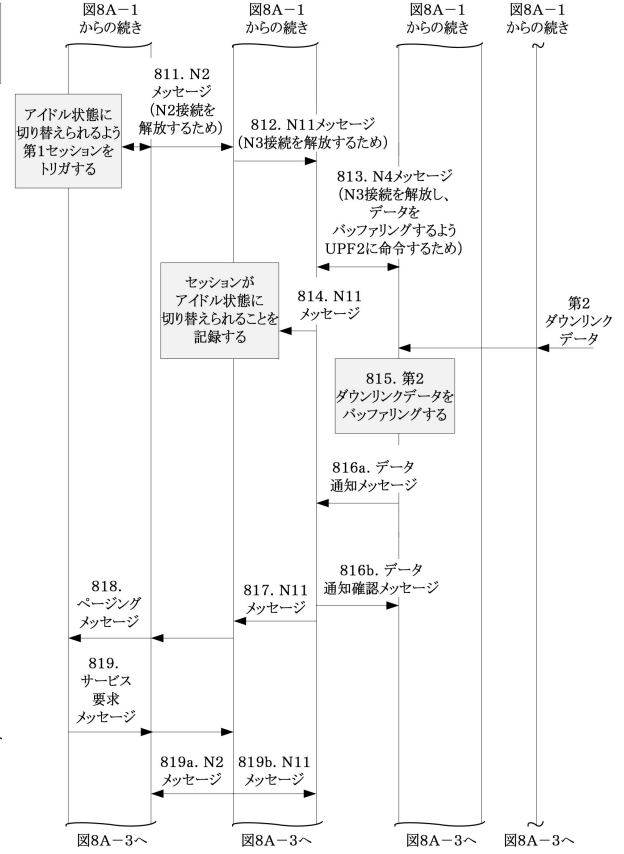 図8A-1
からの続き
図8A-1
からの続き
図8A-1
からの続き
図8A-1
からの続き
811. N2
メッセージ
(N2接続を
解放するため)
アイドル状態に
切り替えられるよう
第1セッションを
トリガする
812. N11メッセージ
(N3接続を解放するため)
813. N4メッセージ
(N3接続を解放し、
データを
バッファリングするよう
UPF2に命令するため)
セッションが
アイドル状態に
切り替えられることを
記録する
814. N11
メッセージ
第2
ダウンリンク
データ
815. 第2
ダウンリンクデータを
バッファリングする
816a. データ
通知メッセージ
816b. データ
通知確認メッセージ
817. N11
メッセージ
818.
ページング
メッセージ
819.
サービス
要求
メッセージ
819a. N2
メッセージ
819b. N11
メッセージ
図8A-3へ
図8A-3へ
図8A-3へ
図8A-3へ